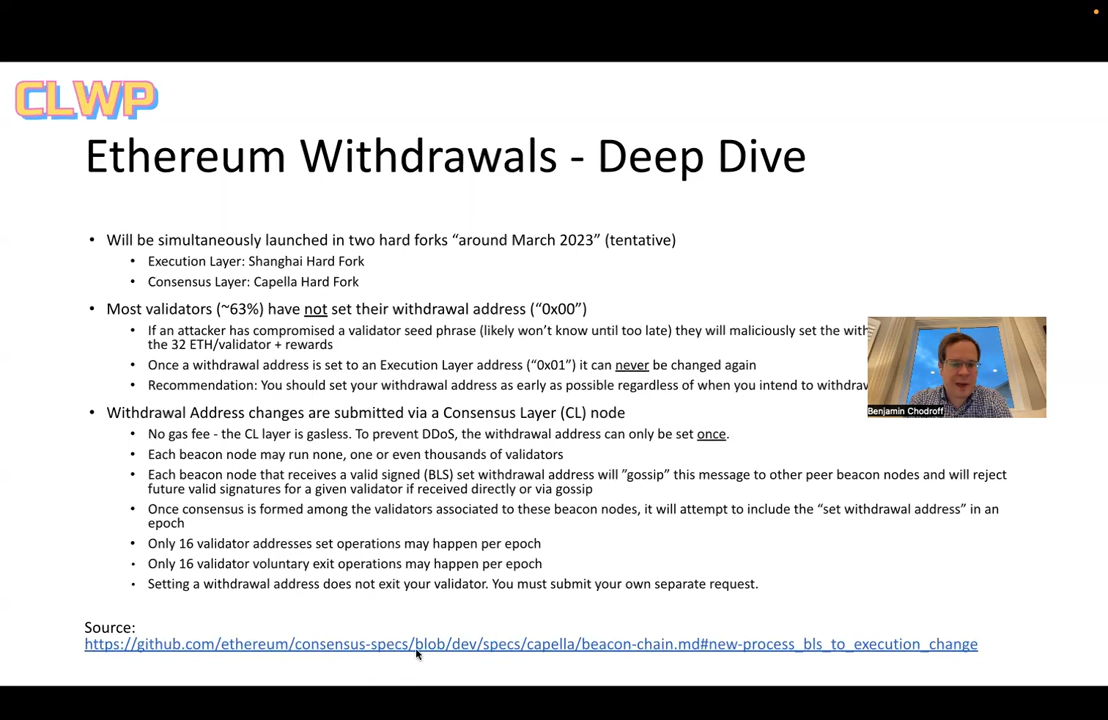 CLWP
Ethereum Withdrawals - Deep Dive
• Will be simultaneously launched in two hard forks “around March 2023” (tentative)
• Execution Layer: Shanghai Hard Fork
• Consensus Layer: Capella Hard Fork
• Most validators (~63%) have not set their withdrawal address (“0x00”)
• If an attacker has compromised a validator seed phrase (likely won’t know until too late) they will maliciously set the
the 32 ETH/validator + rewards
• Once a withdrawal address is set to an Execution Layer address (“0x01”) it can never be changed again
• Recommendation: You should set your withdrawal address as early as possible regardless of when you intend to
Benjamin Chodroff
• Withdrawal Address changes are submitted via a Consensus Layer (CL) node
• No gas fee - the CL layer is gasless. To prevent DDoS, the withdrawal address can only be set once.
• Each beacon node may run none, one or even thousands of validators
• Each beacon node that receives a valid signed (BLS) set withdrawal address will ”gossip” this message to other peer beacon nodes and will reject
future valid signatures for a given validator if received directly or via gossip
• Once consensus is formed among the validators associated to these beacon nodes, it will attempt to include the “set withdrawal address” in an
epoch
• Only 16 validator addresses set operations may happen per epoch
• Only 16 validator voluntary exit operations may happen per epoch
• Setting a withdrawal address does not exit your validator. You must submit your own separate request.
Source:
https://github.com/ethereum/consensus-specs/blob/dev/specs/capella/beacon-chain.md#new-process_bls_to_execution_change